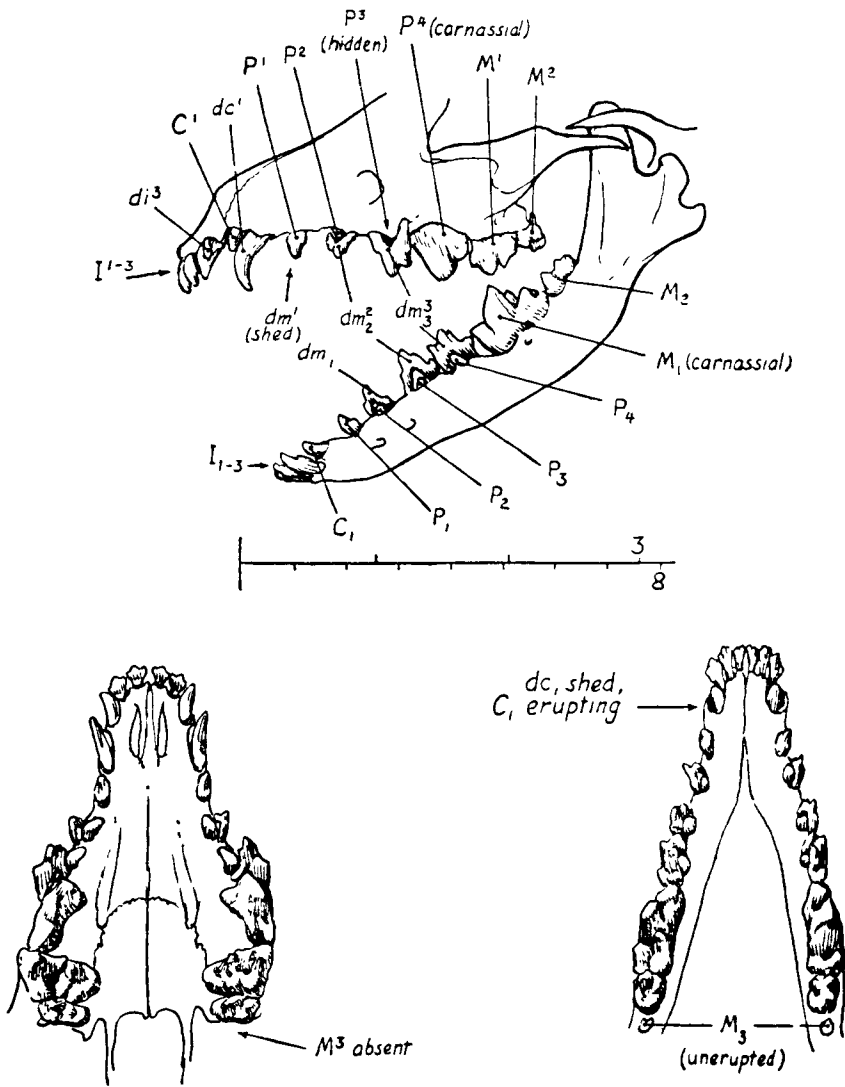 P³
(hidden)
P⁴ (carnassial)
P¹
P²
M¹
M²
dc¹
C¹
di³
I¹⁻³
dm¹
(shed)
dm²₂
dm³₃
dm₁
M₂
M₁ (carnassial)
P₄
P₃
P₂
P₁
C₁
I₁₋₃
3
8
dc, shed,
C₁ erupting
M³ absent
M₃
(unerupted)